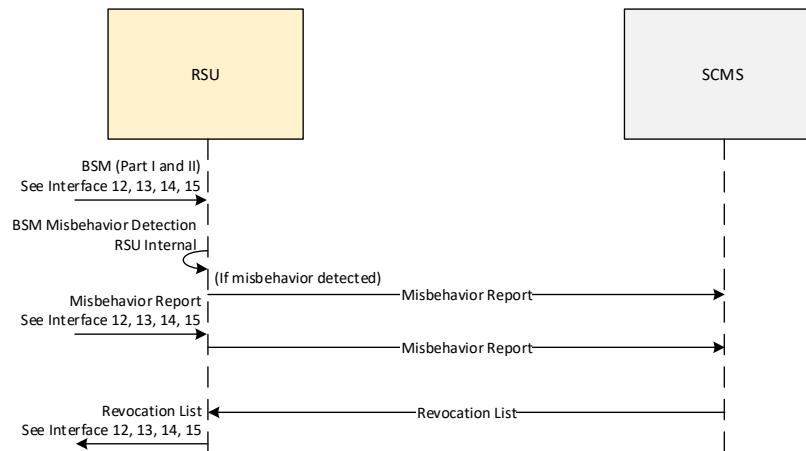 RSU
SCMS
BSM (Part I and II)
See Interface 12, 13, 14, 15
BSM Misbehavior Detection
RSU Internal
(If misbehavior detected)
Misbehavior Report
Misbehavior Report
See Interface 12, 13, 14, 15
Misbehavior Report
Revocation List
Revocation List
See Interface 12, 13, 14, 15